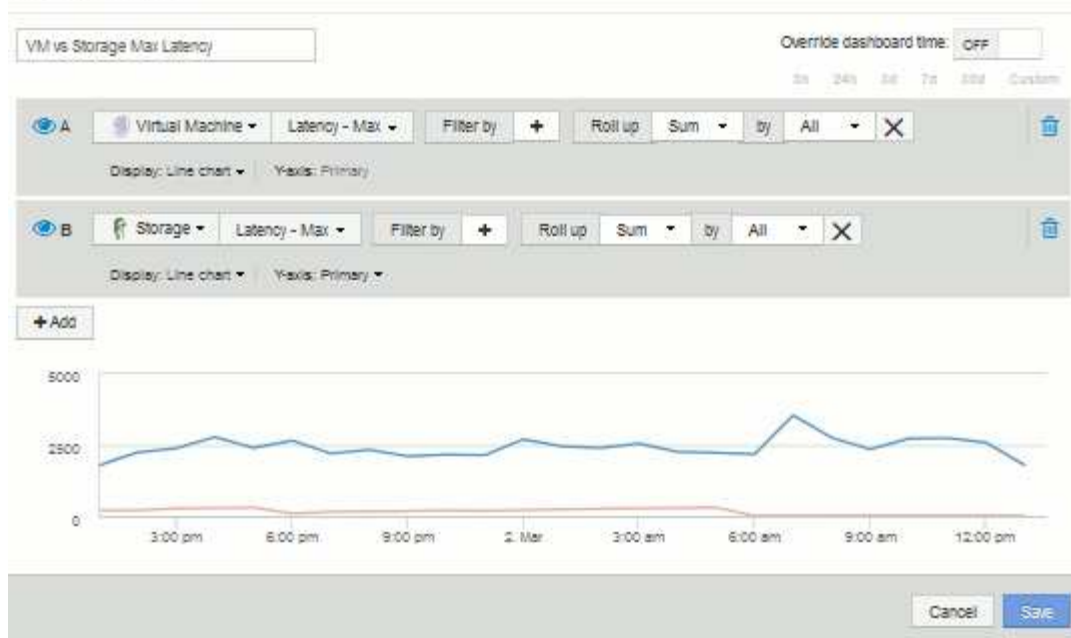 VM vs Storage Max Latency
Override dashboard time: OFF
3h 24h 3d 7d 30d Custom
A Virtual Machine Latency - Max Filter by + Roll up Sum by All
Display: Line chart Y-axis: Primary
B Storage Latency - Max Filter by + Roll up Sum by All
Display: Line chart Y-axis: Primary
+ Add
5000
2500
0
3:00 pm 6:00 pm 9:00 pm 2. Mar 3:00 am 6:00 am 9:00 am 12:00 pm
Cancel Save